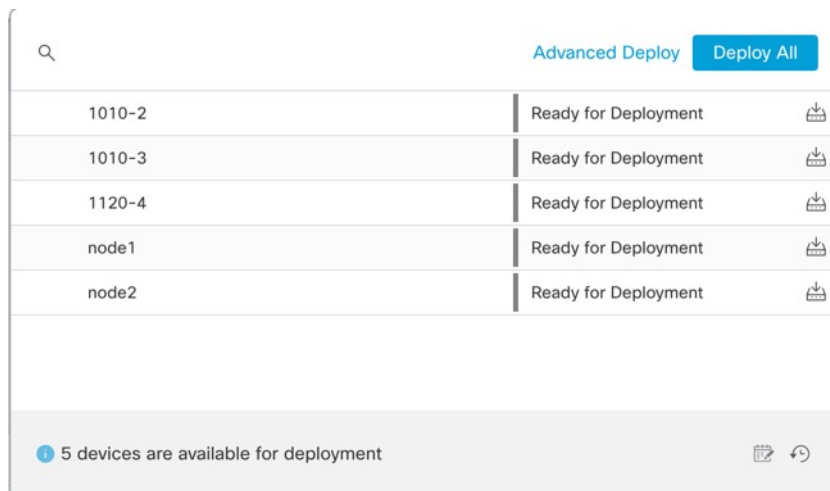 Advanced Deploy Deploy All
1010-2 Ready for Deployment
1010-3 Ready for Deployment
1120-4 Ready for Deployment
node1 Ready for Deployment
node2 Ready for Deployment
5 devices are available for deployment